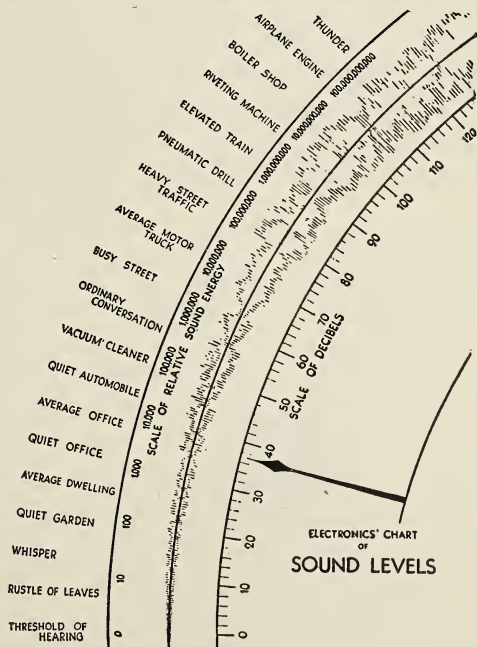 THUNDER
AIRPLANE ENGINE
BOILER SHOP
RIVETING MACHINE
ELEVATED TRAIN
PNEUMATIC DRILL
HEAVY STREET
TRAFFIC
AVERAGE MOTOR
TRUCK
BUSY STREET
ORDINARY
CONVERSATION
VACUUM CLEANER
QUIET AUTOMOBILE
AVERAGE OFFICE
QUIET OFFICE
AVERAGE DWELLING
QUIET GARDEN
WHISPER
RUSTLE OF LEAVES
THRESHOLD OF
HEARING
100,000,000,000
10,000,000,000
1,000,000,000
100,000,000
10,000,000
1,000,000
100,000
10,000
1,000
100
10
0
SCALE OF RELATIVE SOUND ENERGY
120
110
100
90
80
70
60
50
40
30
20
10
0
SCALE OF DECIBELS
ELECTRONICS' CHART
OF
SOUND LEVELS